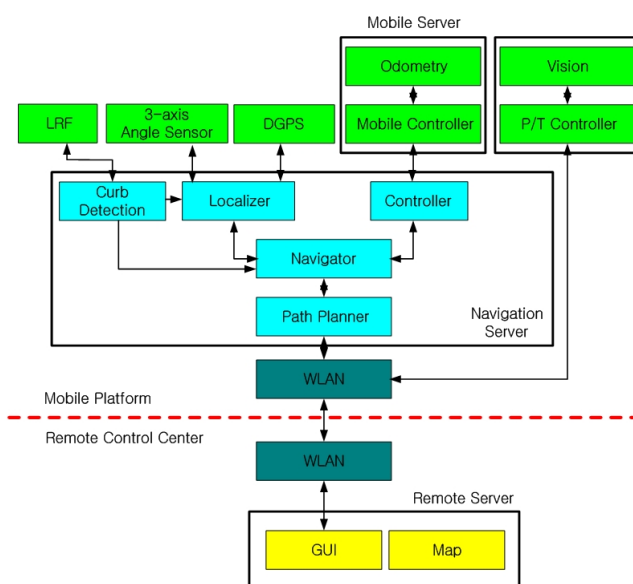 Mobile Server
Odometry
Vision
LRF
3-axis
Angle Sensor
DGPS
Mobile Controller
P/T Controller
Curb
Detection
Localizer
Controller
Navigator
Path Planner
Navigation
Server
WLAN
Mobile Platform
Remote Control Center
WLAN
Remote Server
GUI
Map